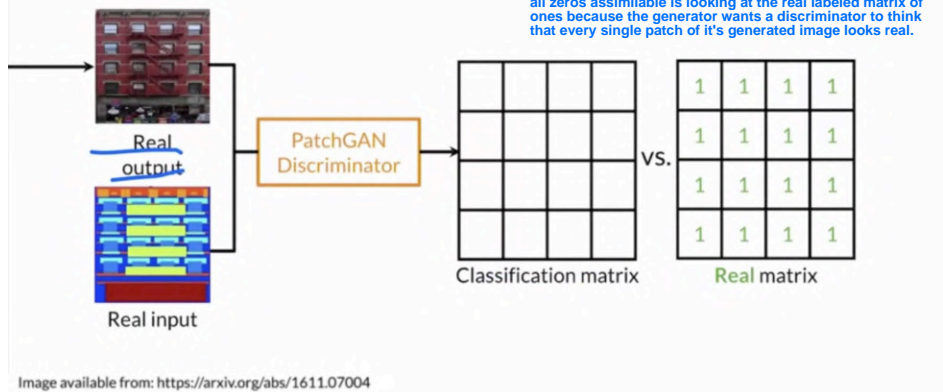 all zeros assimilable is looking at the real labeled matrix of
ones because the generator wants a discriminator to think
that every single patch of it's generated image looks real.
Real
output
PatchGAN
Discriminator
Real input
Classification matrix
vs.
1 1 1 1
1 1 1 1
1 1 1 1
1 1 1 1
Real matrix
Image available from: https://arxiv.org/abs/1611.07004